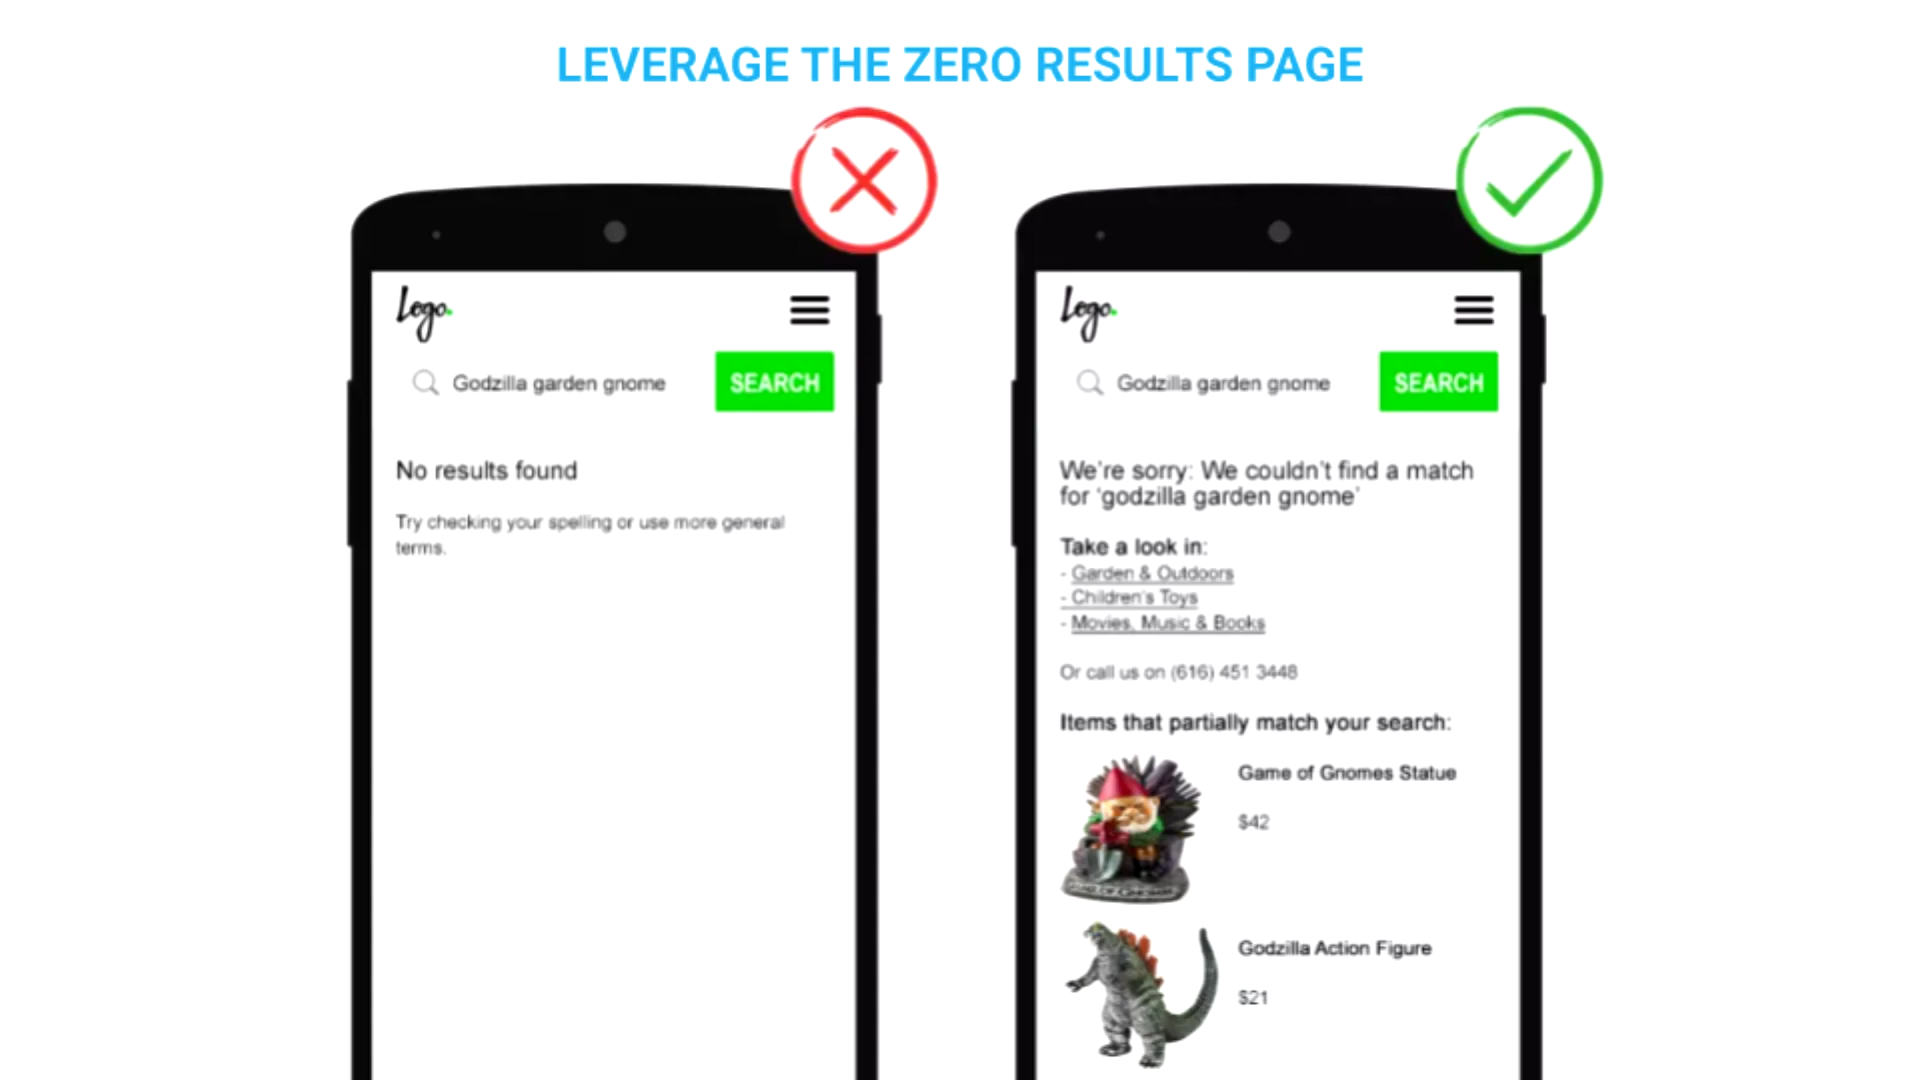 LEVERAGE THE ZERO RESULTS PAGE
Logo.
Godzilla garden gnome
SEARCH
No results found
Try checking your spelling or use more general
terms.
Logo.
Godzilla garden gnome
SEARCH
We're sorry: We couldn't find a match
for 'godzilla garden gnome'
Take a look in:
- Garden & Outdoors
- Children's Toys
- Movies, Music & Books
Or call us on (616) 451 3448
Items that partially match your search:
Game of Gnomes Statue
$42
Godzilla Action Figure
$21